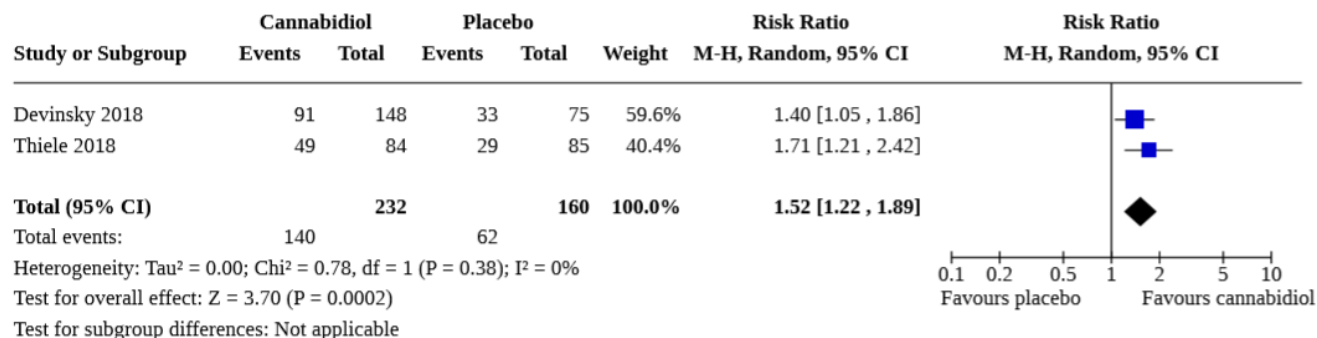 Cannabidiol Placebo Risk Ratio Risk Ratio
Study or Subgroup Events Total Events Total Weight M-H, Random, 95% CI M-H, Random, 95% CI
Devinsky 2018 91 148 33 75 59.6% 1.40 [1.05 , 1.86]
Thiele 2018 49 84 29 85 40.4% 1.71 [1.21 , 2.42]
Total (95% CI) 232 160 100.0% 1.52 [1.22 , 1.89]
Total events: 140 62
Heterogeneity: Tau² = 0.00; Chi² = 0.78, df = 1 (P = 0.38); I² = 0%
0.1 0.2 0.5 1 2 5 10
Test for overall effect: Z = 3.70 (P = 0.0002)
Favours placebo Favours cannabidiol
Test for subgroup differences: Not applicable